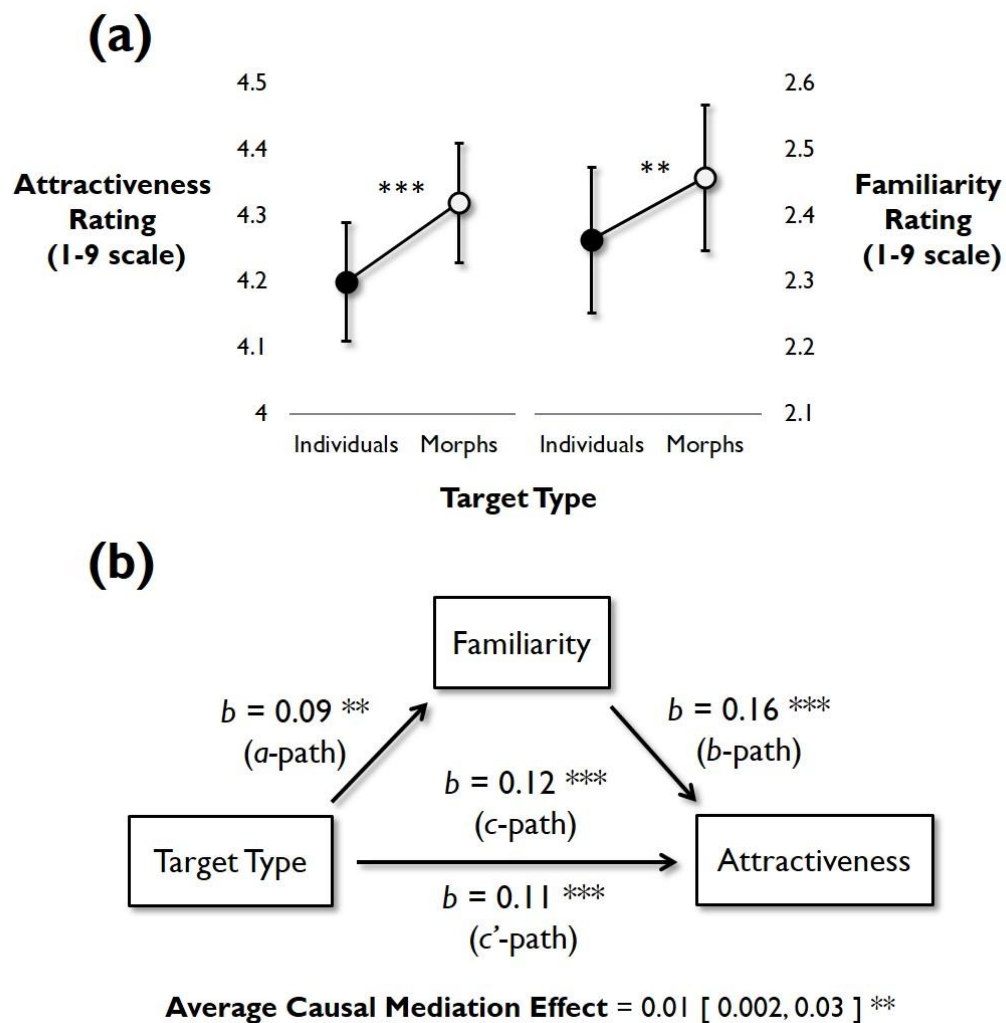 (a)
4.5
4.4
4.3
4.2
4.1
4
Attractiveness
Rating
(1-9 scale)
***
**
2.6
2.5
2.4
2.3
2.2
2.1
Familiarity
Rating
(1-9 scale)
Individuals Morphs
Individuals Morphs
Target Type
(b)
Familiarity
b = 0.09 **
(a-path)
b = 0.16 ***
(b-path)
b = 0.12 ***
(c-path)
Target Type
Attractiveness
b = 0.11 ***
(c'-path)
Average Causal Mediation Effect = 0.01 [ 0.002, 0.03 ] **